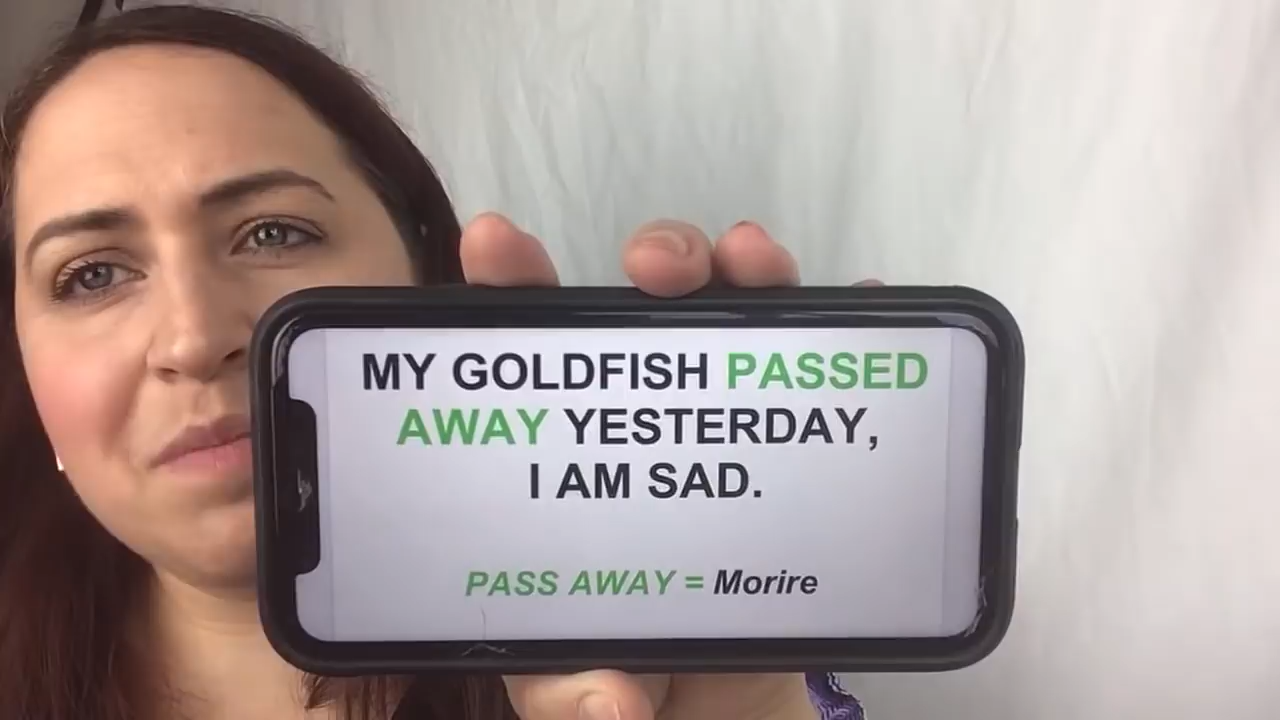 MY GOLDFISH PASSED
AWAY YESTERDAY,
I AM SAD.
PASS AWAY = Morire